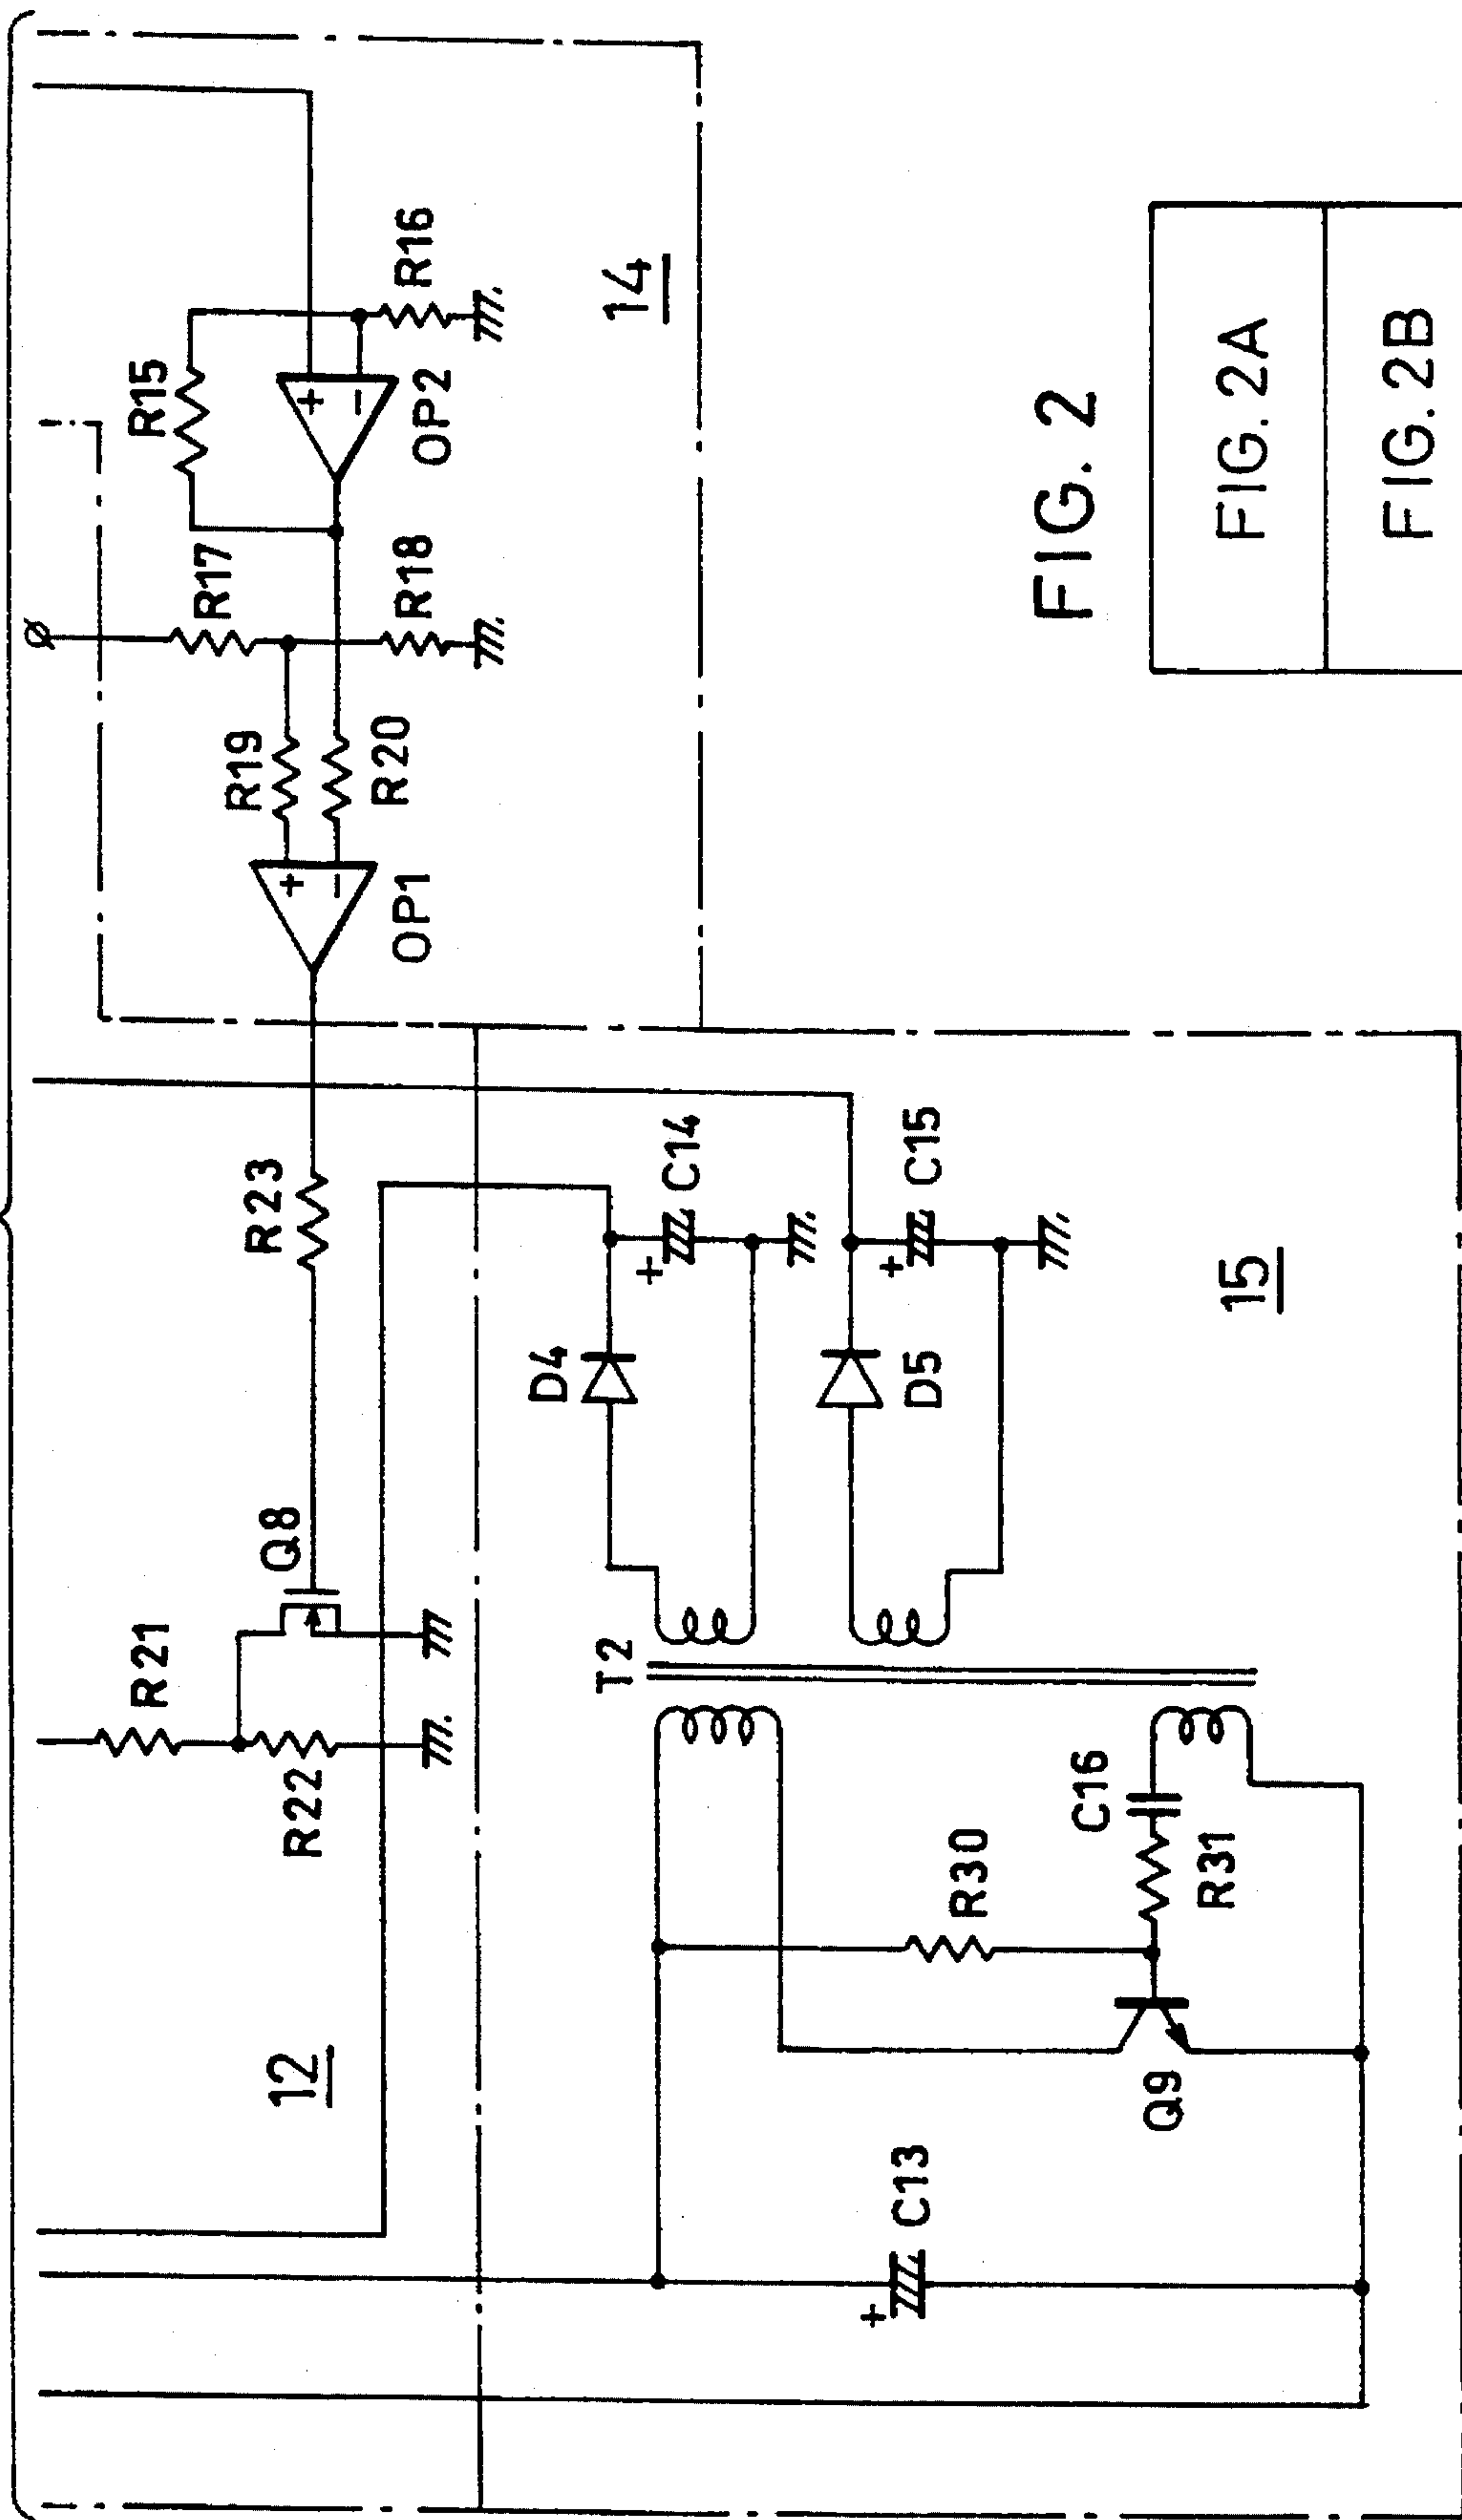 R15
R16
+
−
OP2
14
R17
R18
R19
R20
+
−
OP1
R23
Q8
R21
R22
12
T2
D4
+
C14
D5
+
C15
15
C16
R30
R31
Q9
+
C13
FIG. 2
FIG. 2A
FIG. 2B